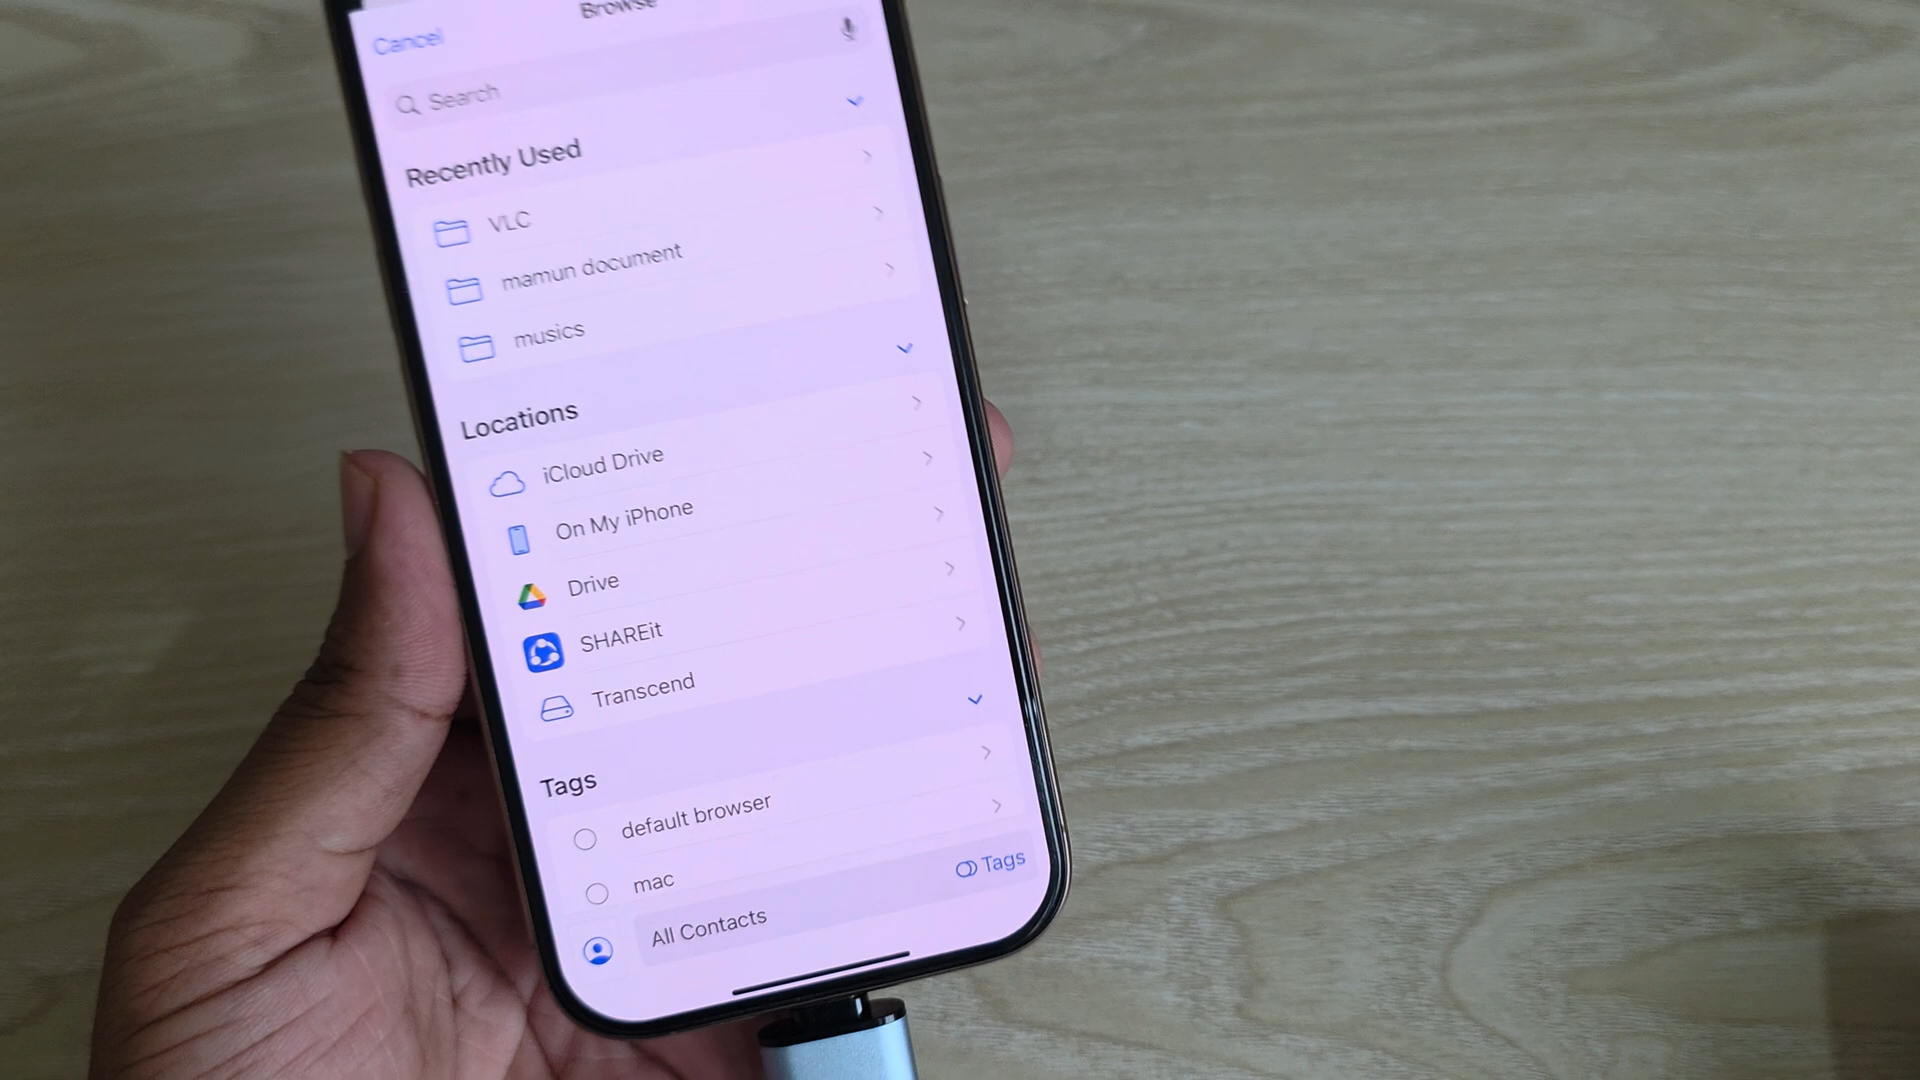 Browse
Cancel
Search
Recently Used
VLC
mamun document
musics
Locations
iCloud Drive
On My iPhone
Drive
SHAREit
Transcend
Tags
default browser
mac
Tags
All Contacts